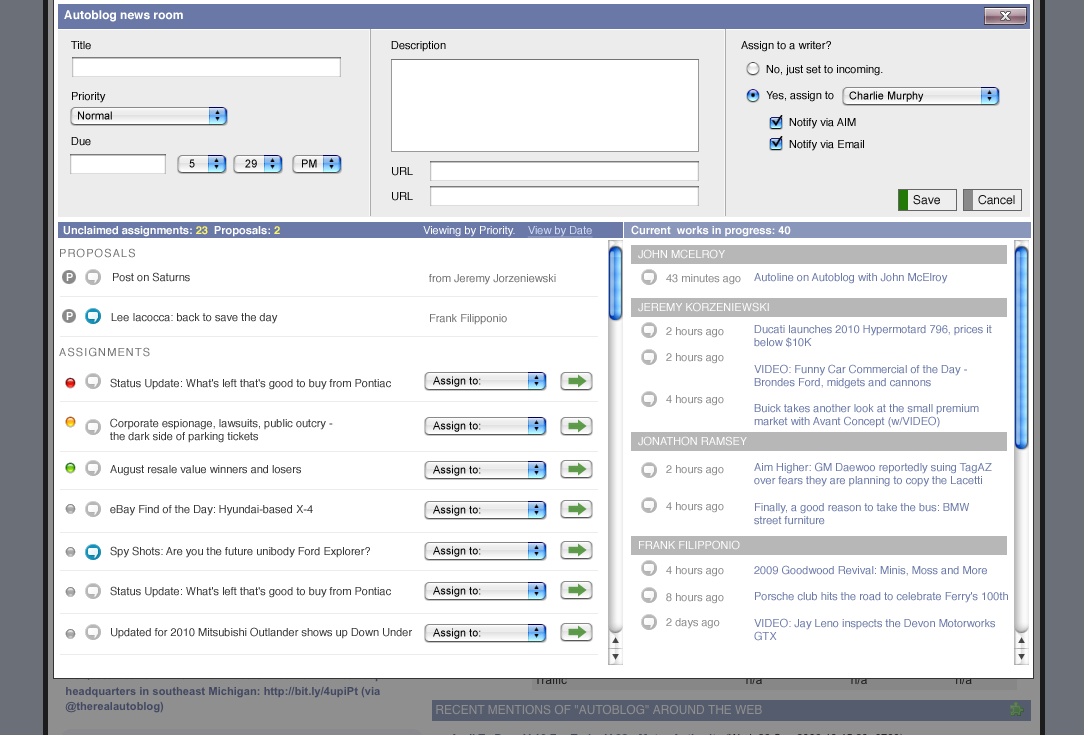 Autoblog news room
X
Title
Priority
Normal
Due
5 29 PM
Description
URL
URL
Assign to a writer?
No, just set to incoming.
Yes, assign to Charlie Murphy
Notify via AIM
Notify via Email
Save Cancel
Unclaimed assignments: 23 Proposals: 2 Viewing by Priority. View by Date
PROPOSALS
P Post on Saturns from Jeremy Jorzeniewski
P Lee Iacocca: back to save the day Frank Filipponio
ASSIGNMENTS
Status Update: What's left that's good to buy from Pontiac Assign to:
Corporate espionage, lawsuits, public outcry -
the dark side of parking tickets Assign to:
August resale value winners and losers Assign to:
eBay Find of the Day: Hyundai-based X-4 Assign to:
Spy Shots: Are you the future unibody Ford Explorer? Assign to:
Status Update: What's left that's good to buy from Pontiac Assign to:
Updated for 2010 Mitsubishi Outlander shows up Down Under Assign to:
Current works in progress: 40
JOHN MCELROY
43 minutes ago Autoline on Autoblog with John McElroy
JEREMY KORZENIEWSKI
2 hours ago Ducati launches 2010 Hypermotard 796, prices it
below $10K
2 hours ago VIDEO: Funny Car Commercial of the Day -
Brondes Ford, midgets and cannons
4 hours ago Buick takes another look at the small premium
market with Avant Concept (w/VIDEO)
JONATHON RAMSEY
2 hours ago Aim Higher: GM Daewoo reportedly suing TagAZ
over fears they are planning to copy the Lacetti
4 hours ago Finally, a good reason to take the bus: BMW
street furniture
FRANK FILIPPONIO
4 hours ago 2009 Goodwood Revival: Minis, Moss and More
8 hours ago Porsche club hits the road to celebrate Ferry's 100th
2 days ago VIDEO: Jay Leno inspects the Devon Motorworks
GTX
headquarters in southeast Michigan: http://bit.ly/4upiPt (via
@therealautoblog)
Traffic n/a n/a n/a
RECENT MENTIONS OF "AUTOBLOG" AROUND THE WEB